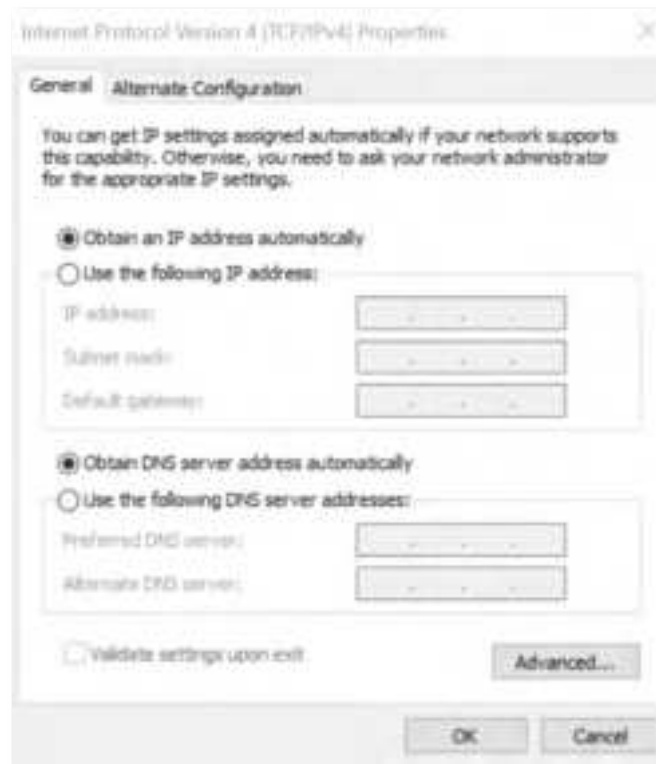 Internet Protocol Version 4 (TCP/IPv4) Properties
General Alternate Configuration
You can get IP settings assigned automatically if your network supports
this capability. Otherwise, you need to ask your network administrator
for the appropriate IP settings.
Obtain an IP address automatically
Use the following IP address:
IP address:
Subnet mask:
Default gateway:
Obtain DNS server address automatically
Use the following DNS server addresses:
Preferred DNS server:
Alternate DNS server:
Validate settings upon exit
Advanced...
OK Cancel